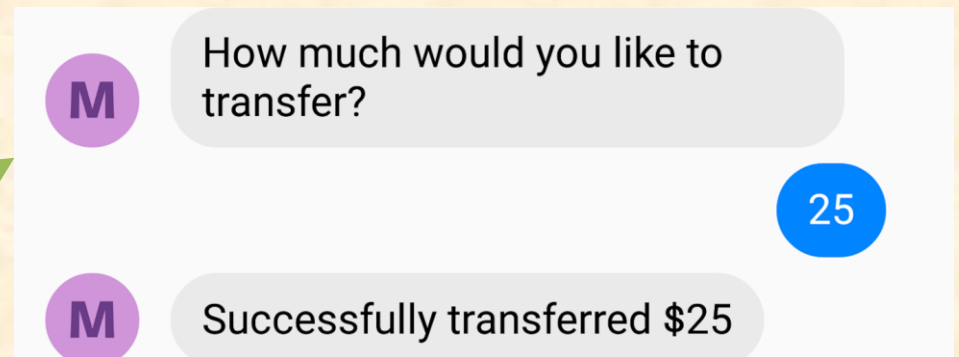 How much would you like to
M
transfer?
25
M
Successfully transferred $25